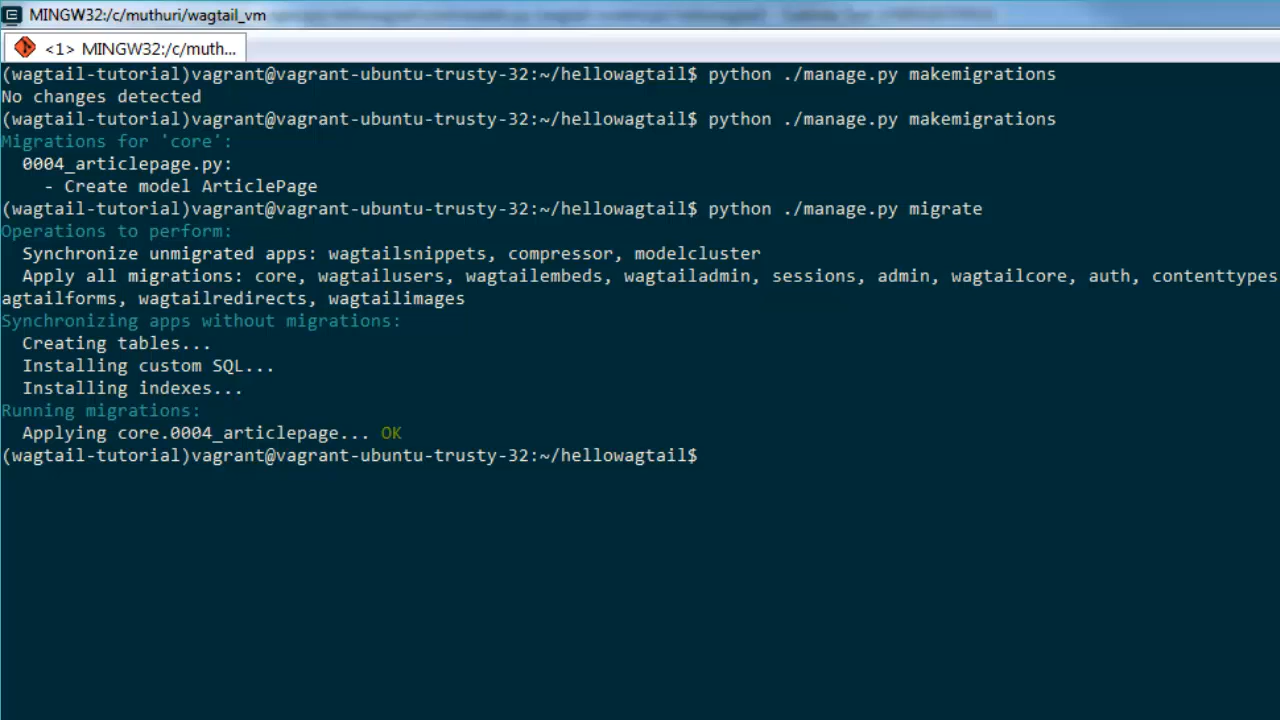 MINGW32:/c/muthuri/wagtail_vm
<1> MINGW32:/c/muth...
(wagtail-tutorial)vagrant@vagrant-ubuntu-trusty-32:~/hellowagtail$ python ./manage.py makemigrations
No changes detected
(wagtail-tutorial)vagrant@vagrant-ubuntu-trusty-32:~/hellowagtail$ python ./manage.py makemigrations
Migrations for 'core':
  0004_articlepage.py:
    - Create model ArticlePage
(wagtail-tutorial)vagrant@vagrant-ubuntu-trusty-32:~/hellowagtail$ python ./manage.py migrate
Operations to perform:
  Synchronize unmigrated apps: wagtailsnippets, compressor, modelcluster
  Apply all migrations: core, wagtailusers, wagtailembeds, wagtailadmin, sessions, admin, wagtailcore, auth, contenttypes
agtailforms, wagtailredirects, wagtailimages
Synchronizing apps without migrations:
  Creating tables...
  Installing custom SQL...
  Installing indexes...
Running migrations:
  Applying core.0004_articlepage... OK
(wagtail-tutorial)vagrant@vagrant-ubuntu-trusty-32:~/hellowagtail$